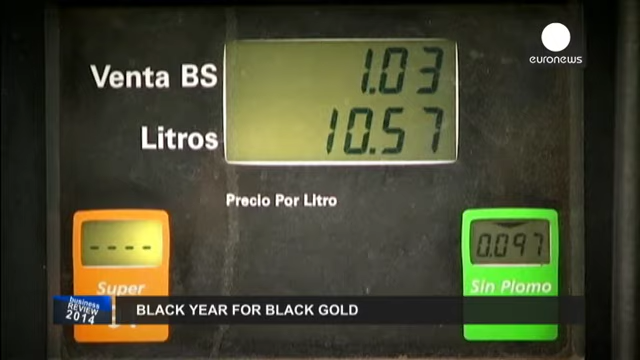 euronews
Venta BS 1.03
Litros 10.57
Precio Por Litro
- - - -
0.097
Super
Sin Plomo
business
REVIEW
2014
BLACK YEAR FOR BLACK GOLD